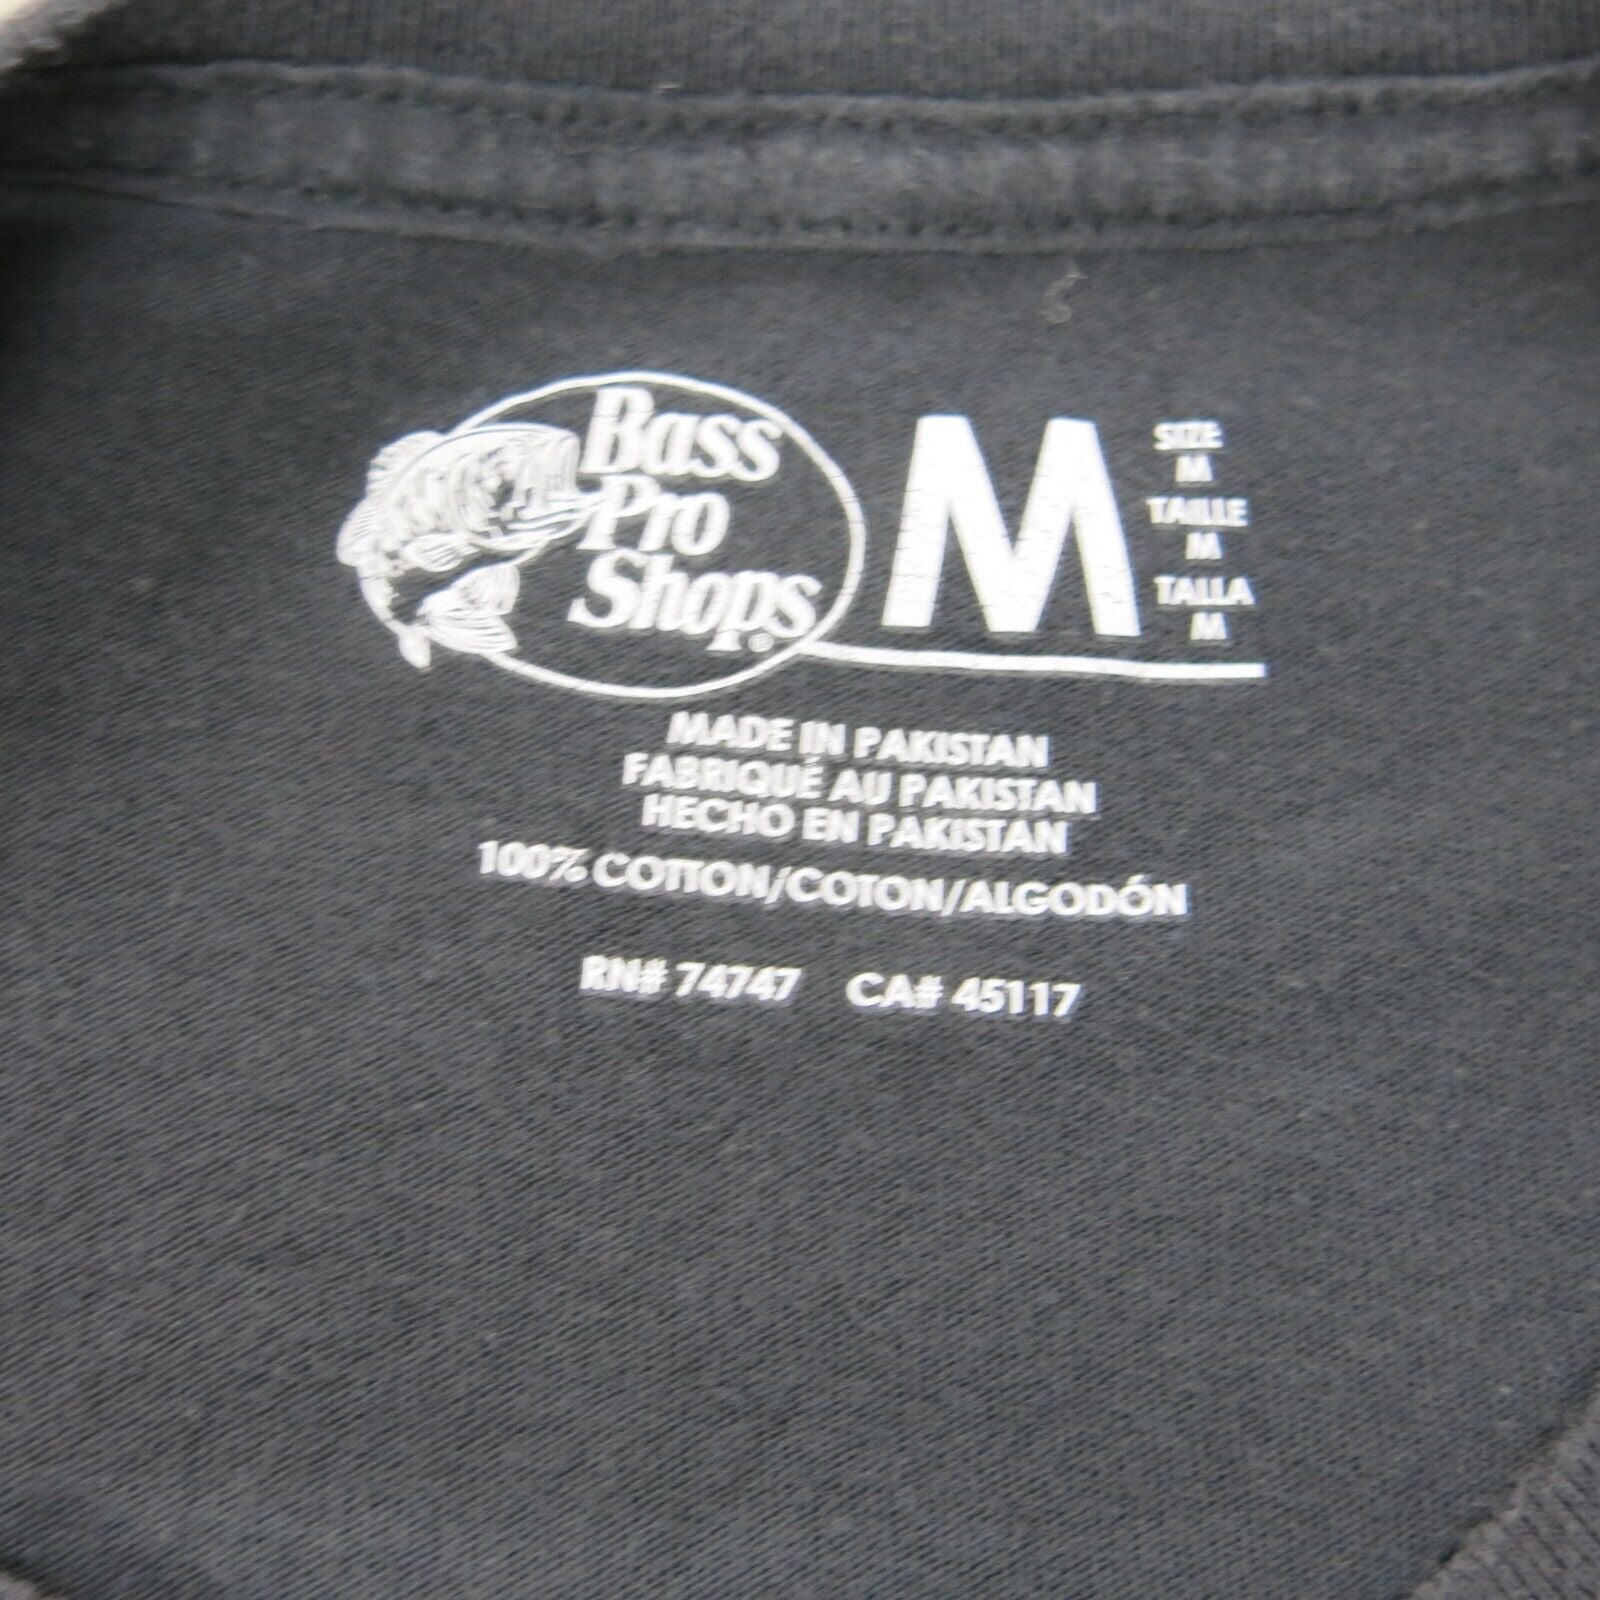 Bass
Pro
Shops®
M
SIZE
M
TAILLE
M
TALLA
M
MADE IN PAKISTAN
FABRIQUÉ AU PAKISTAN
HECHO EN PAKISTAN
100% COTTON/COTON/ALGODÓN
RN# 74747 CA# 45117